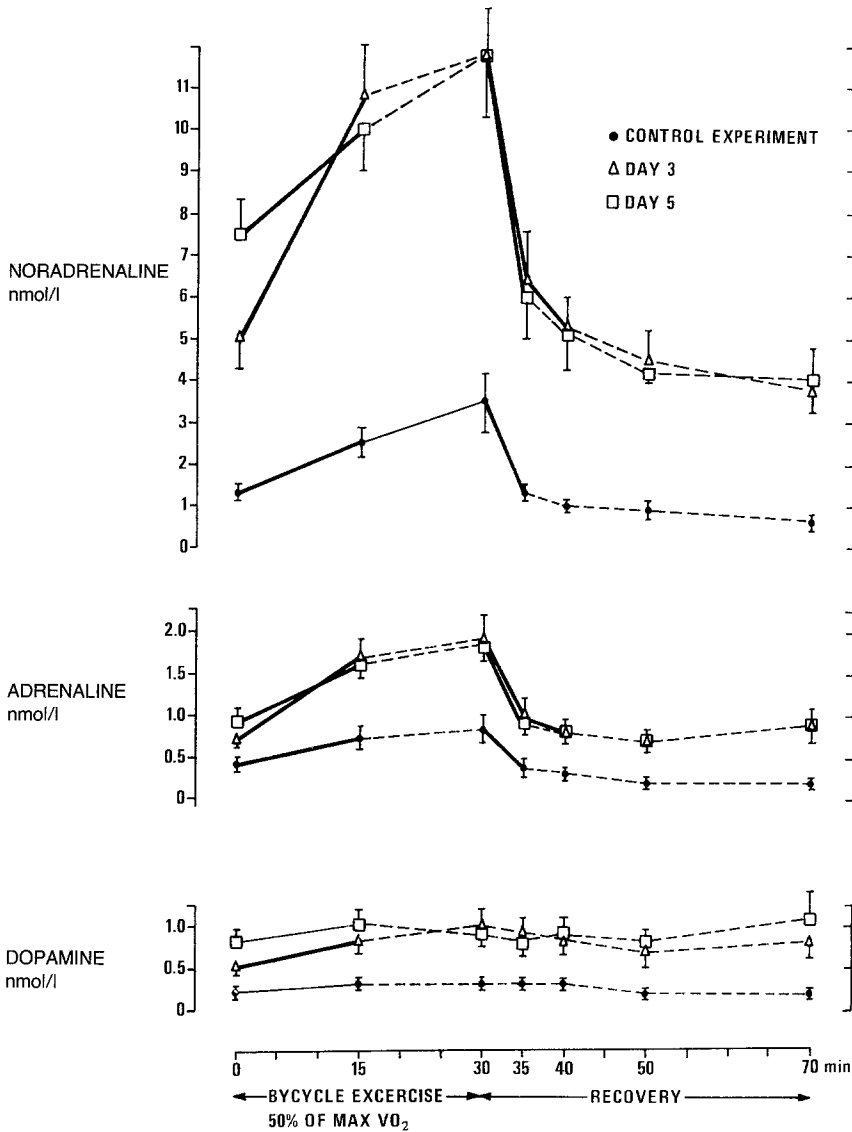 11
10
9
8
7
6
5
4
3
2
1
0
NORADRENALINE
nmol/l
CONTROL EXPERIMENT
DAY 3
DAY 5
2.0
1.5
1.0
0.5
0
ADRENALINE
nmol/l
1.0
0.5
0
DOPAMINE
nmol/l
0 15 30 35 40 50 70 min
BYCYCLE EXCERCISE RECOVERY
50% OF MAX VO₂